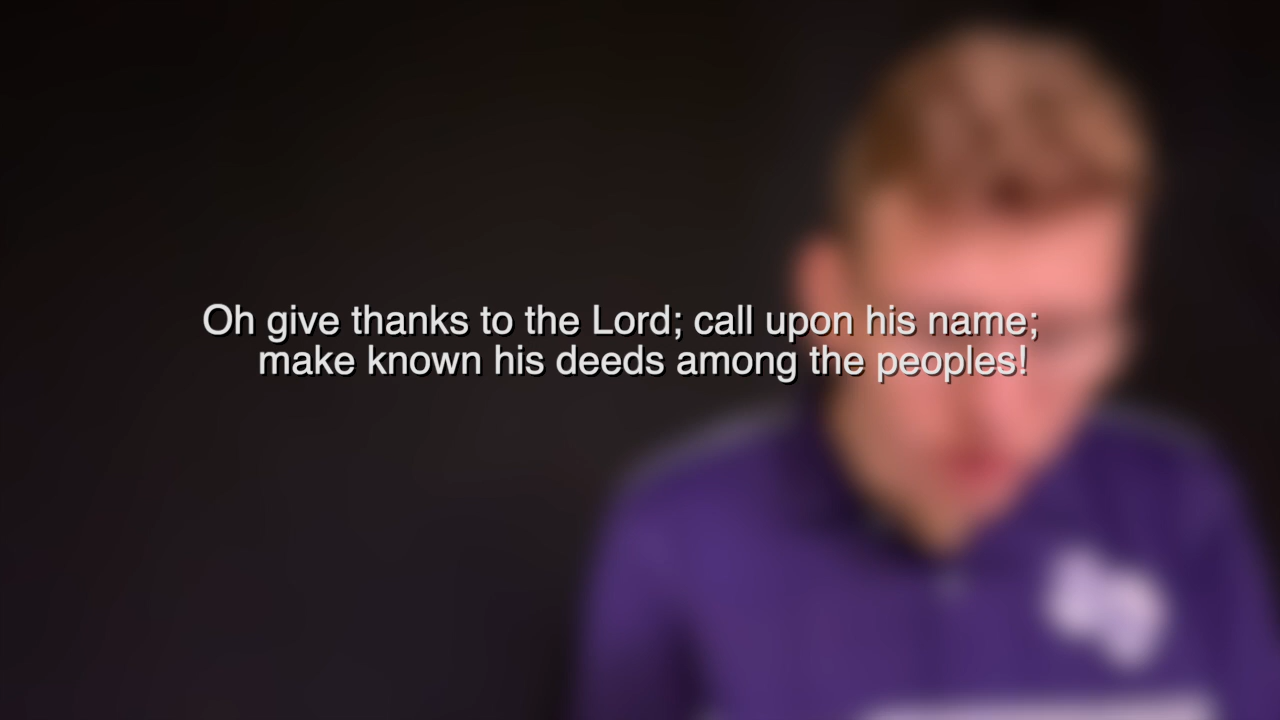 Oh give thanks to the Lord; call upon his name;
make known his deeds among the peoples!